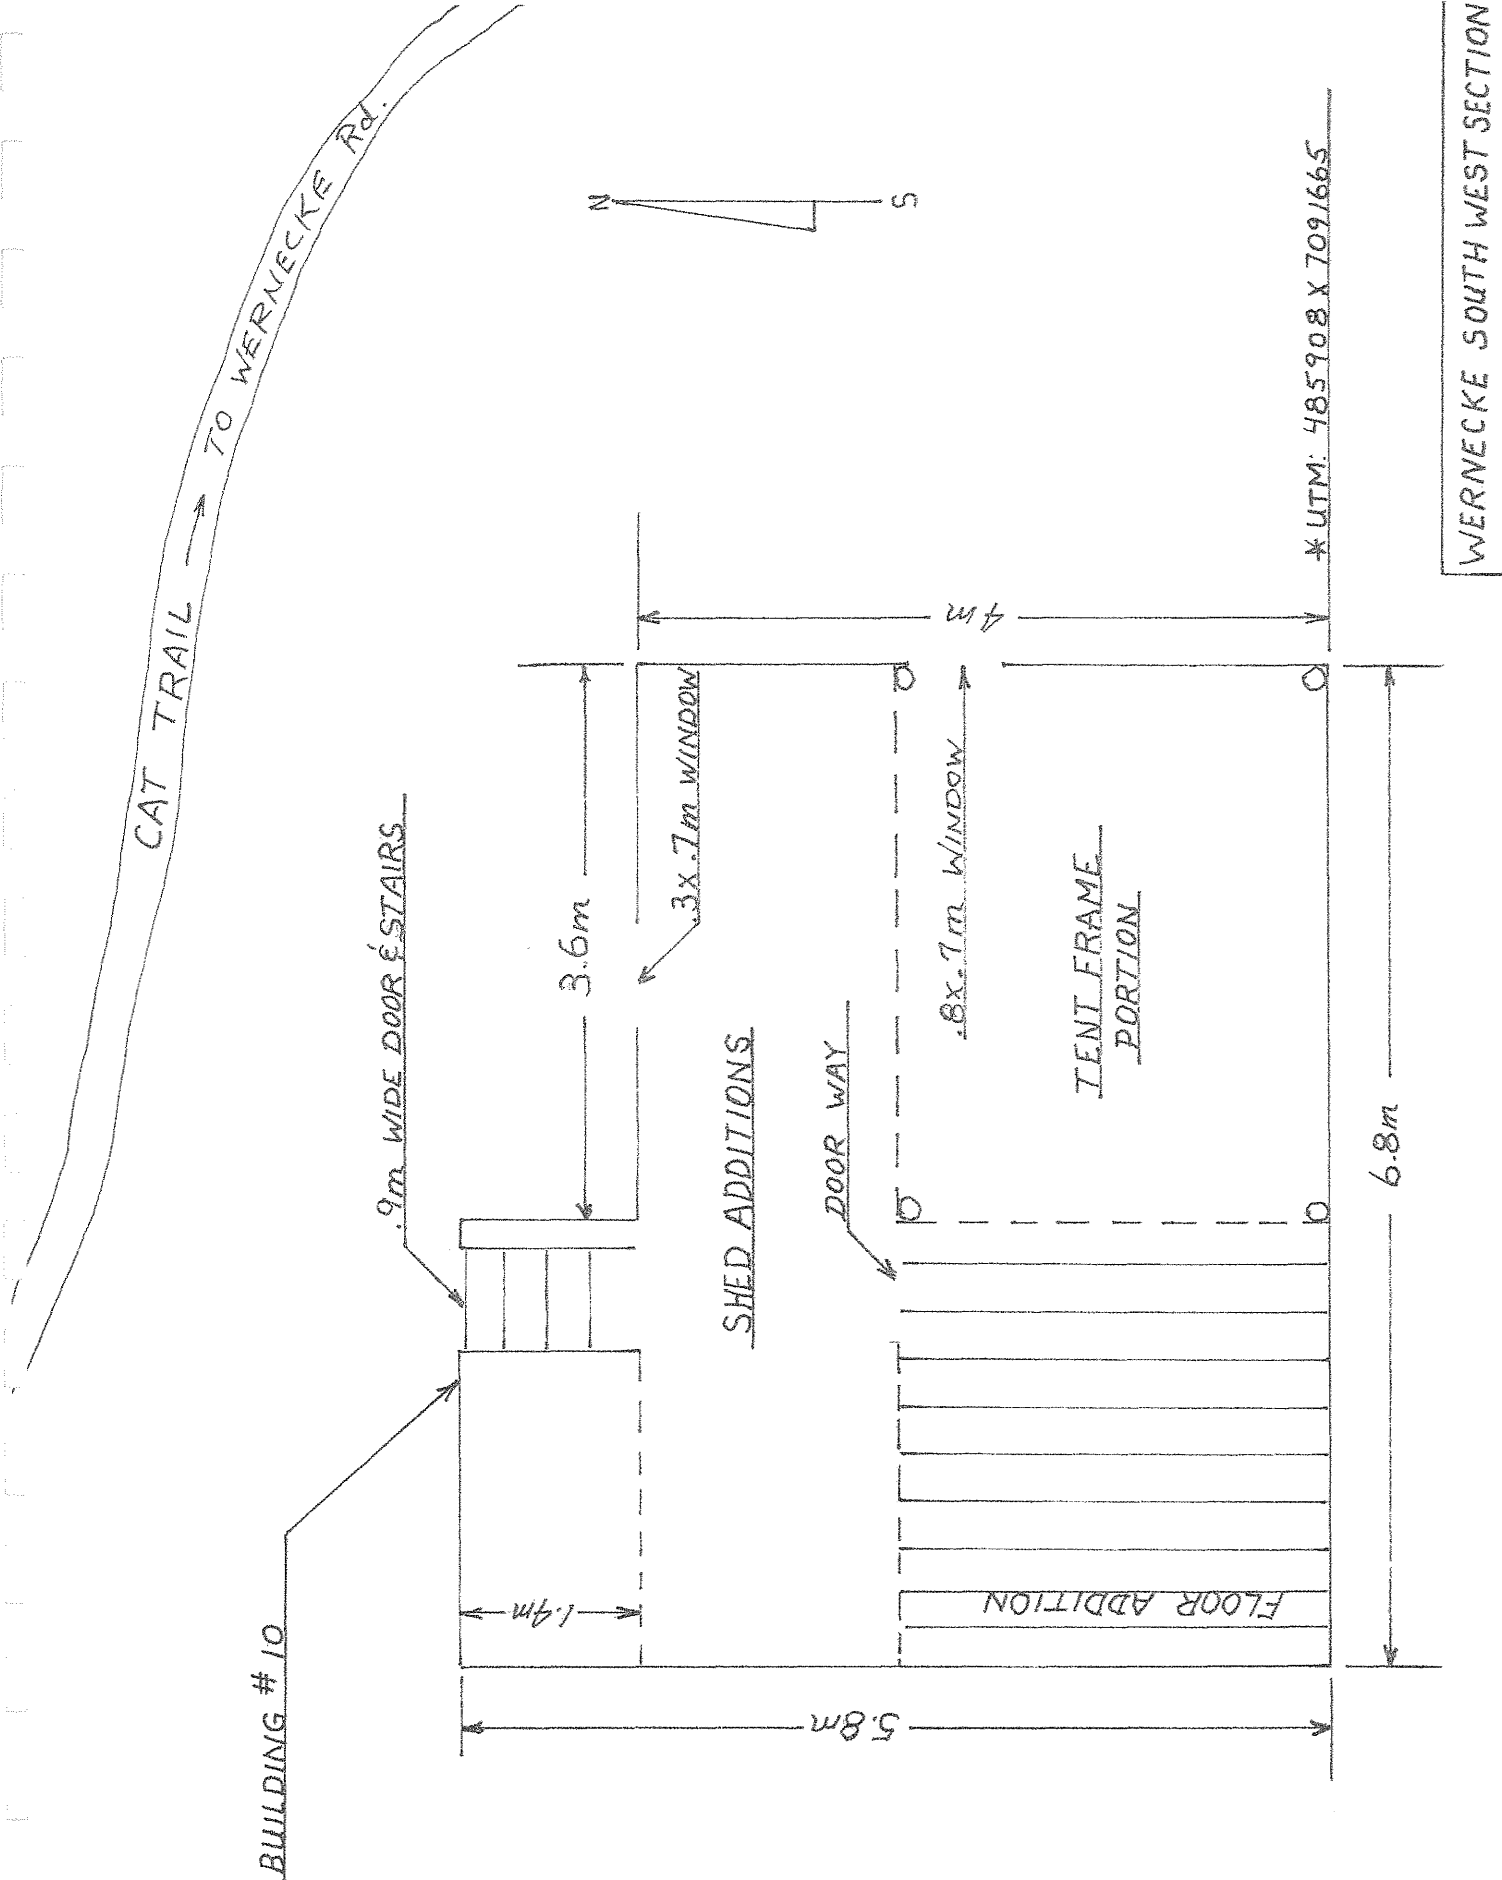 CAT TRAIL → TO WERNECKE Rd.
BUILDING # 10
.9m WIDE DOOR & STAIRS
N
S
3.6m
.3x.7m WINDOW
4m
1.4m
SHED ADDITIONS
DOOR WAY
.8x.7m WINDOW
5.8m
TENT FRAME
PORTION
FLOOR ADDITION
6.8m
* UTM: 485908 X 7091665
WERNECKE SOUTH WEST SECTION